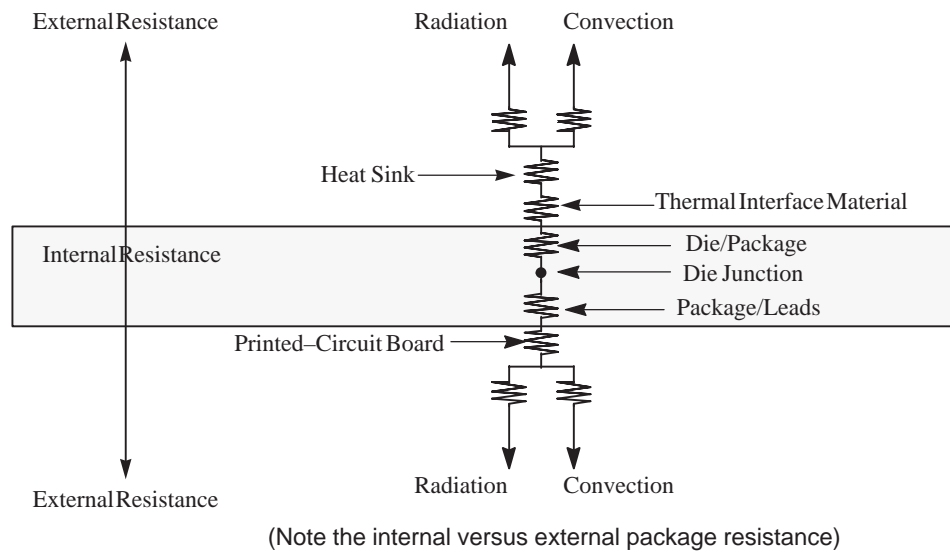 External Resistance
Radiation
Convection
Heat Sink
Thermal Interface Material
Internal Resistance
Die/Package
Die Junction
Package/Leads
Printed–Circuit Board
Radiation
Convection
External Resistance
(Note the internal versus external package resistance)